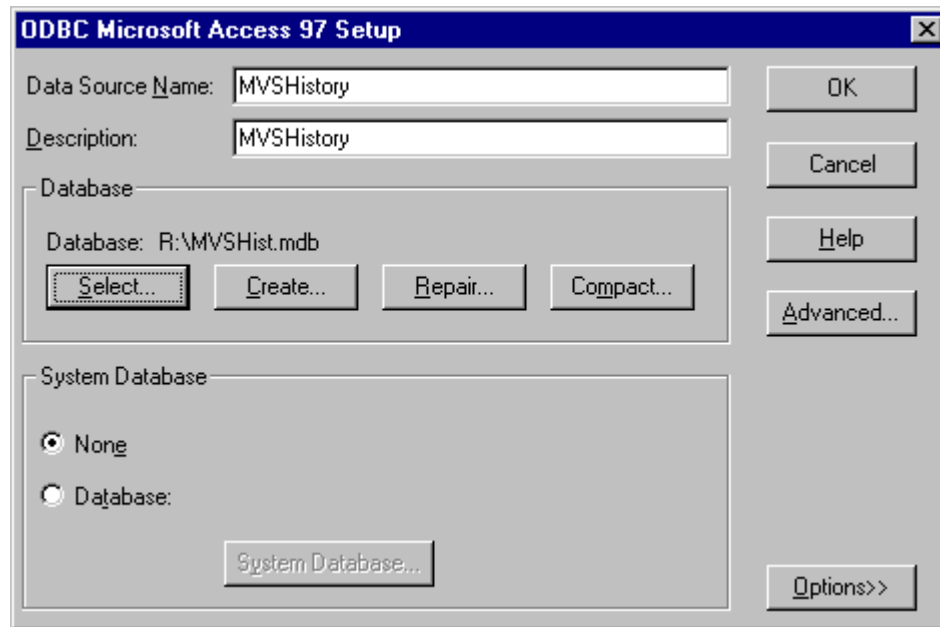 ODBC Microsoft Access 97 Setup
Data Source Name: MVSHistory
OK
Description: MVSHistory
Cancel
Database
Database: R:\MVSHist.mdb
Help
Select... Create... Repair... Compact...
Advanced...
System Database
None
Database:
System Database...
Options>>